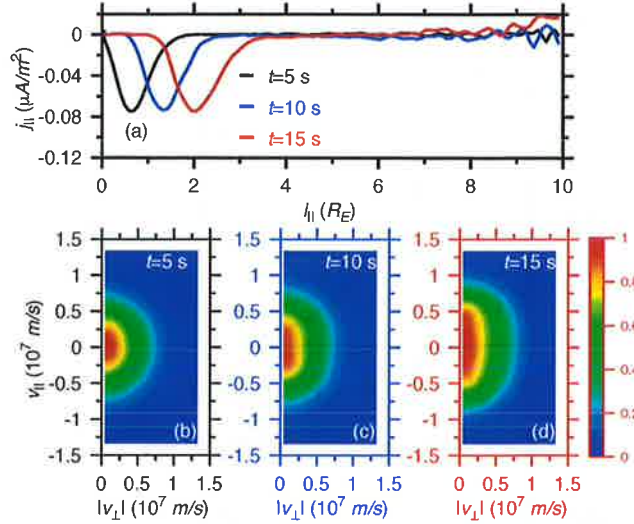 0
-0.04
-0.08
-0.12
j|| (μA/m²)
(a)
t=5 s
t=10 s
t=15 s
0 2 4 6 8 10
l|| (RE)
1.5 1.5 1.5 1
1 1 1
0.5 0.5 0.5
0 0 0
-0.5 -0.5 -0.5
-1 -1 -1
-1.5 -1.5 -1.5 0
v|| (10⁷ m/s)
t=5 s t=10 s t=15 s
(b) (c) (d)
0 0.5 1 1.5 0 0.5 1 1.5 0 0.5 1 1.5
|v⊥| (10⁷ m/s) |v⊥| (10⁷ m/s) |v⊥| (10⁷ m/s)